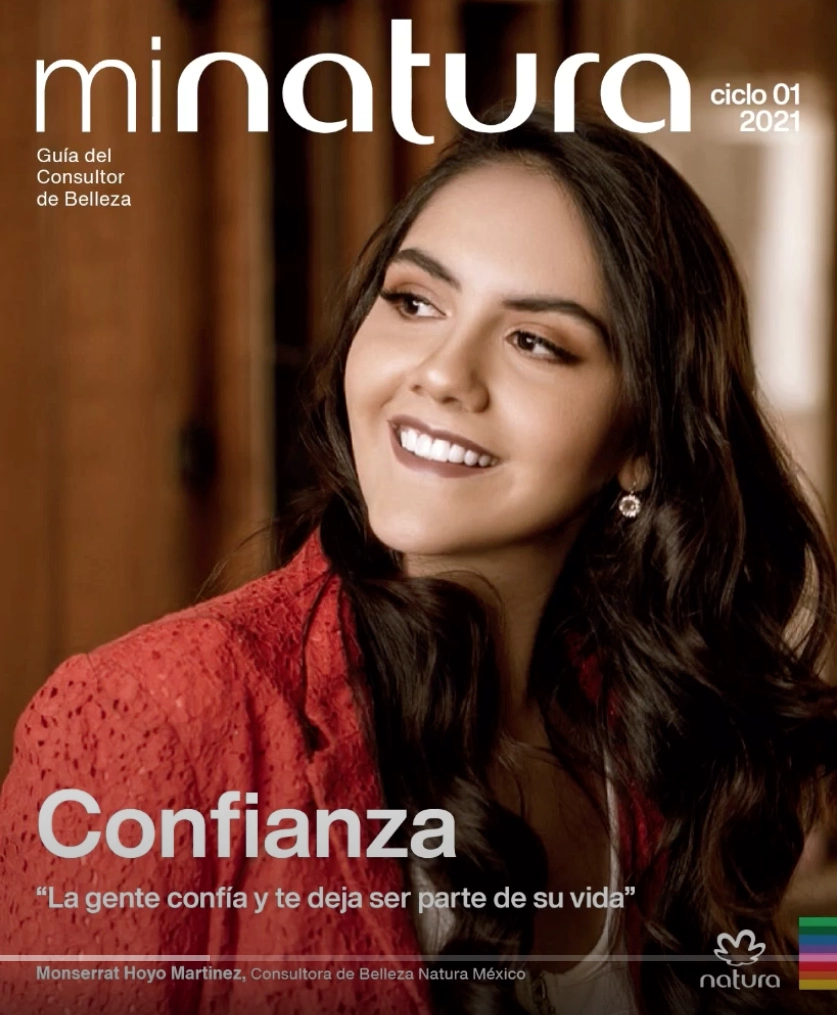 minatura
ciclo 01
2021
Guía del
Consultor
de Belleza
Confianza
“La gente confía y te deja ser parte de su vida”
Monserrat Hoyo Martinez, Consultora de Belleza Natura México
natura